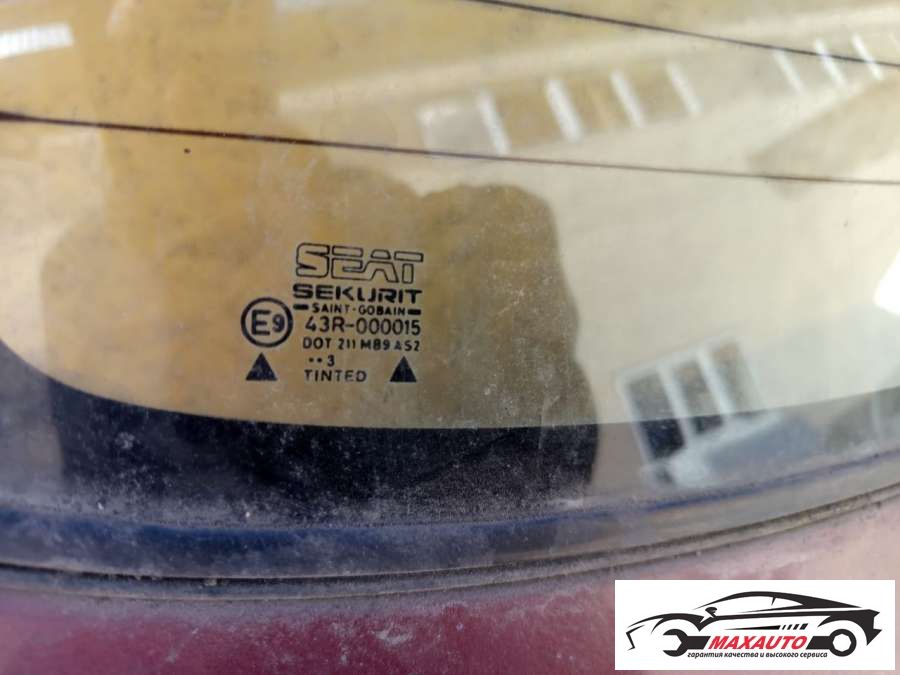 SEAT
SEKURIT
SAINT-GOBAIN
E9 43R-000015
DOT 211 M89 AS2
••3
TINTED
MAXAUTO
гарантия качества и высокого сервиса